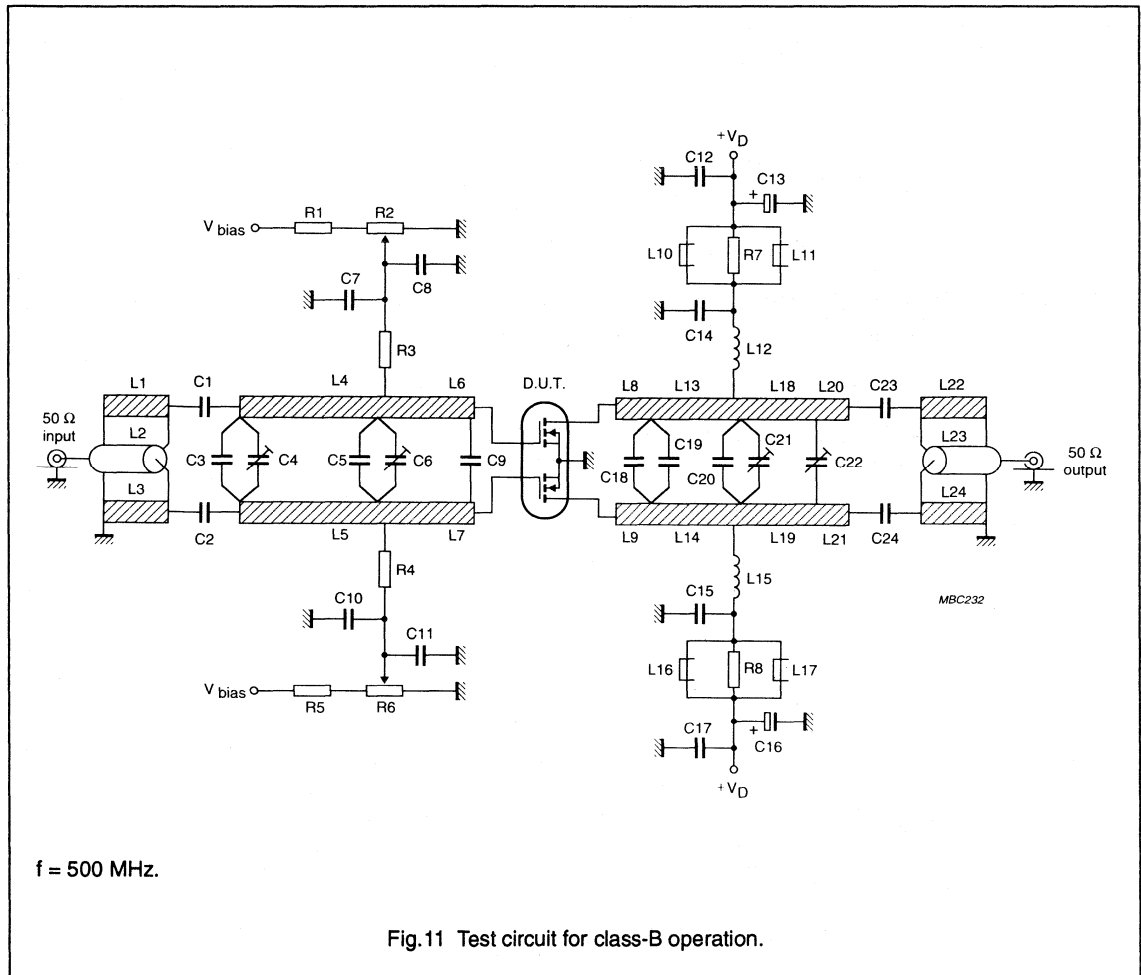 +VD
C12
C13
+
R1 R2
V bias
L10 R7 L11
C7
C8
C14
L12
R3
L1 C1 L4 L6 D.U.T. L8 L13 L18 L20 C23 L22
50 Ω
input
L2
C3 C4 C5 C6 C9
C18 C19 C20 C21 C22
L23
50 Ω
output
L3
L24
C2 L5 L7 L9 L14 L19 L21 C24
R4
L15
MBC232
C10
C15
C11
L16 R8 L17
V bias
R5 R6
C17
+
C16
+VD
f = 500 MHz.
Fig.11 Test circuit for class-B operation.